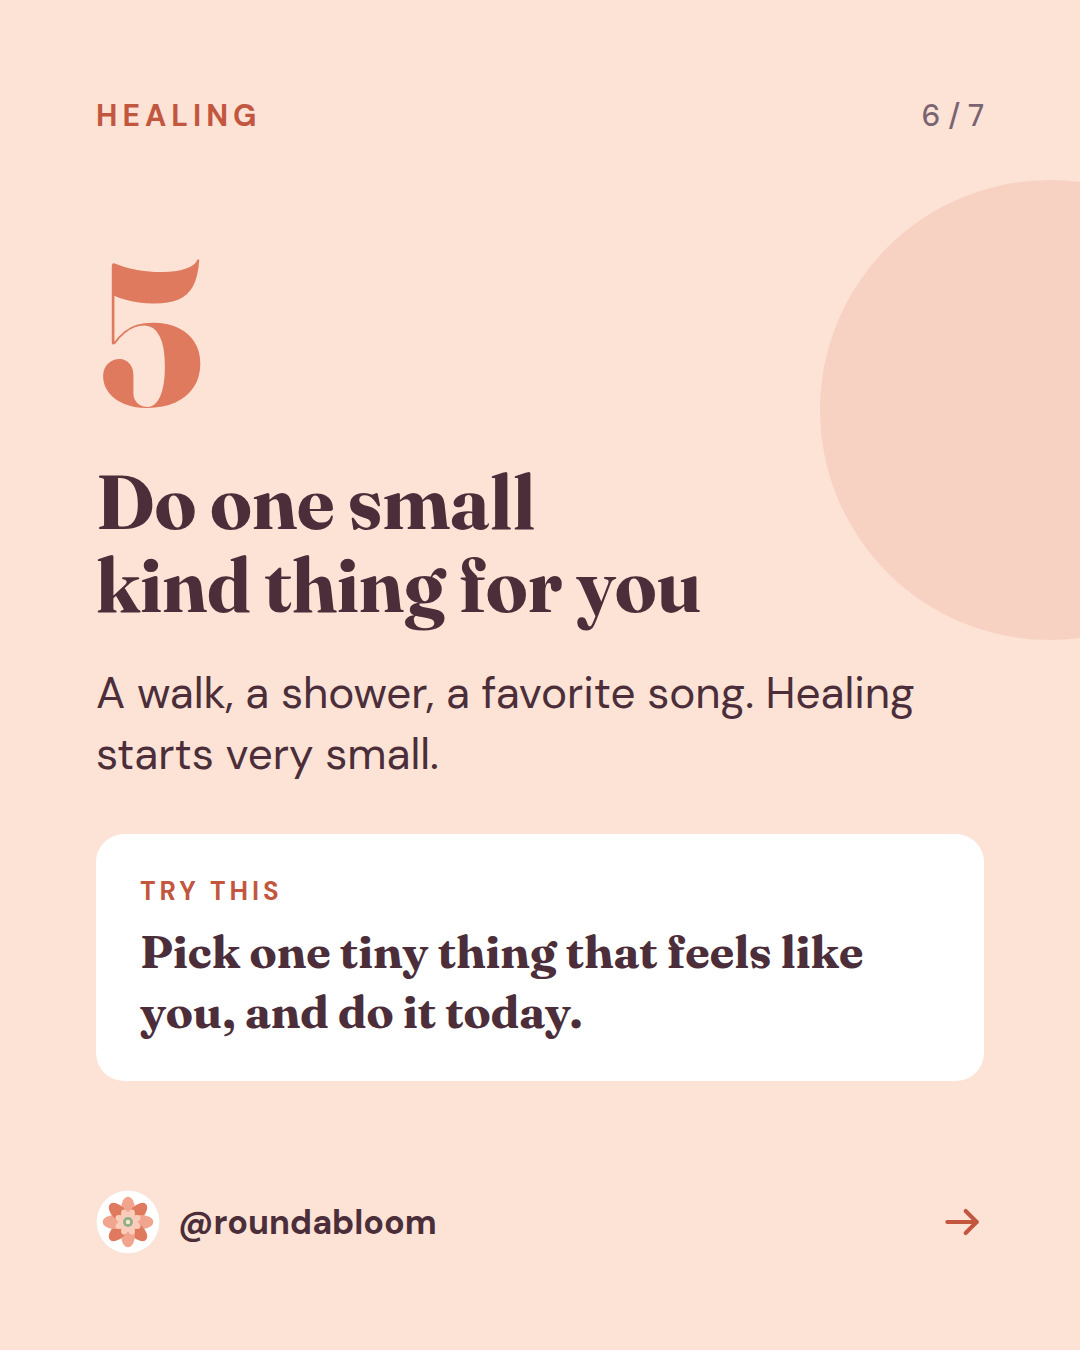 HEALING
6 / 7
5
Do one small
kind thing for you
A walk, a shower, a favorite song. Healing
starts very small.
TRY THIS
Pick one tiny thing that feels like
you, and do it today.
@roundabloom